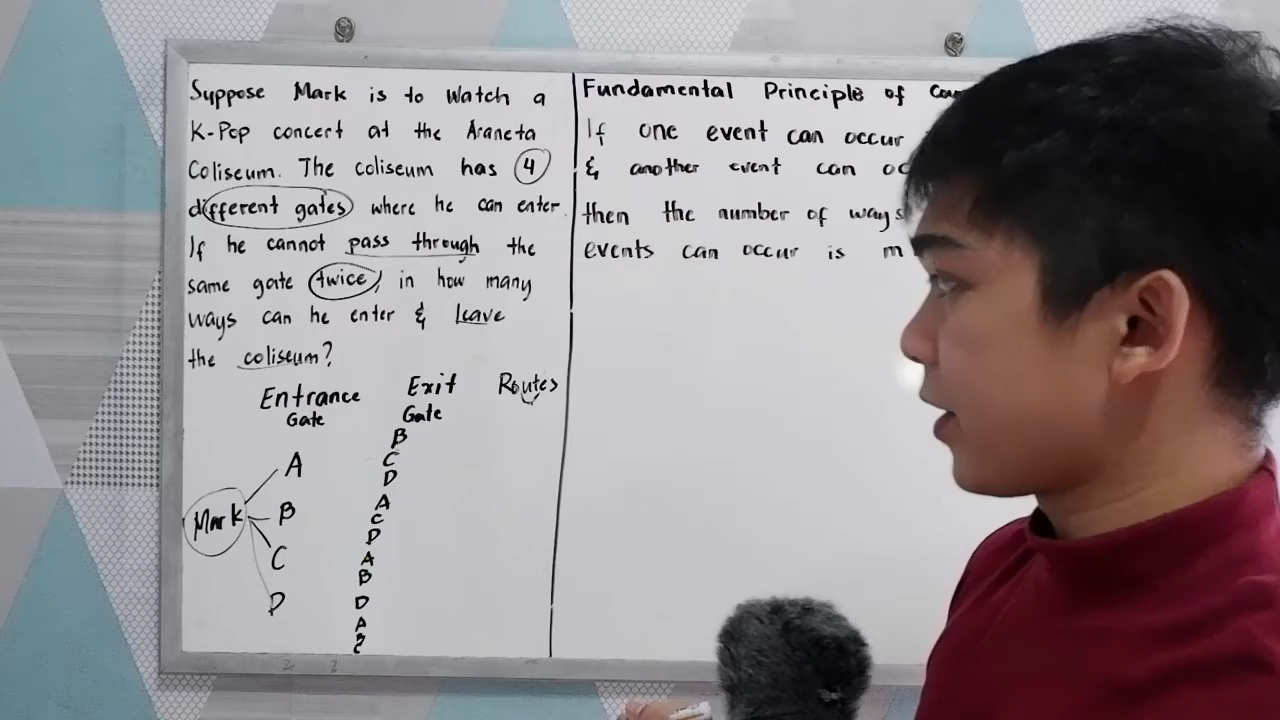 Suppose Mark is to Watch a
K-Pop concert at the Araneta
Coliseum. The coliseum has 4
different gates where he can enter.
If he cannot pass through the
same gate twice, in how many
ways can he enter & leave
the coliseum?
Entrance Gate
Exit Gate
Routes
Mark
A
B
C
D
B
C
D
A
C
D
A
B
D
A
B
C
Fundamental Principle of
If one event can occur
& another event can
then the number of ways
events can occur is m